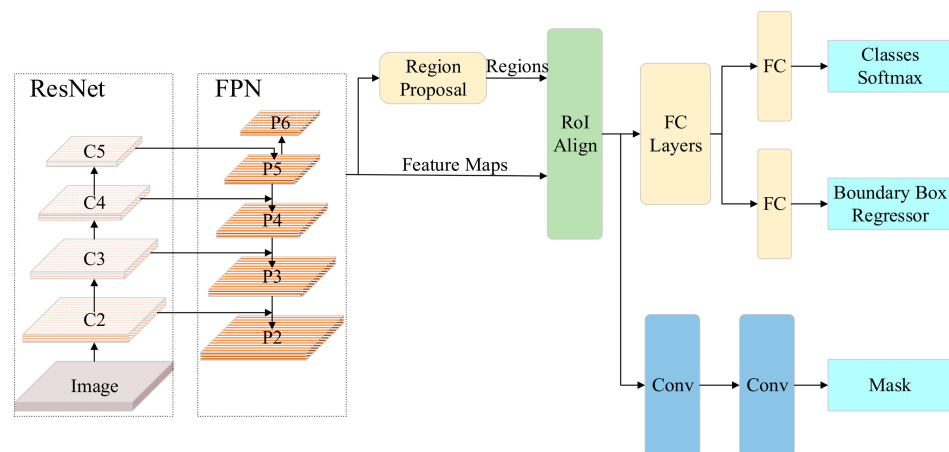 ResNet
C5
C4
C3
C2
Image
FPN
P6
P5
P4
P3
P2
Region
Proposal
Regions
Feature Maps
RoI
Align
FC
Layers
FC
Classes
Softmax
FC
Boundary Box
Regressor
Conv
Conv
Mask